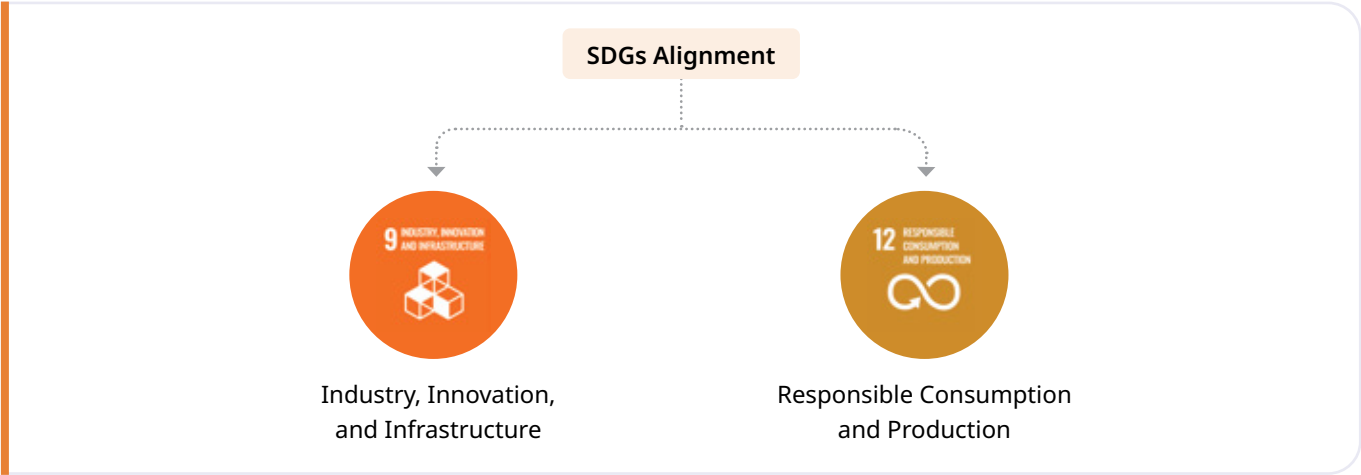 SDGs Alignment
9 INDUSTRY, INNOVATION
AND INFRASTRUCTURE
12 RESPONSIBLE
CONSUMPTION
AND PRODUCTION
Industry, Innovation,
and Infrastructure
Responsible Consumption
and Production